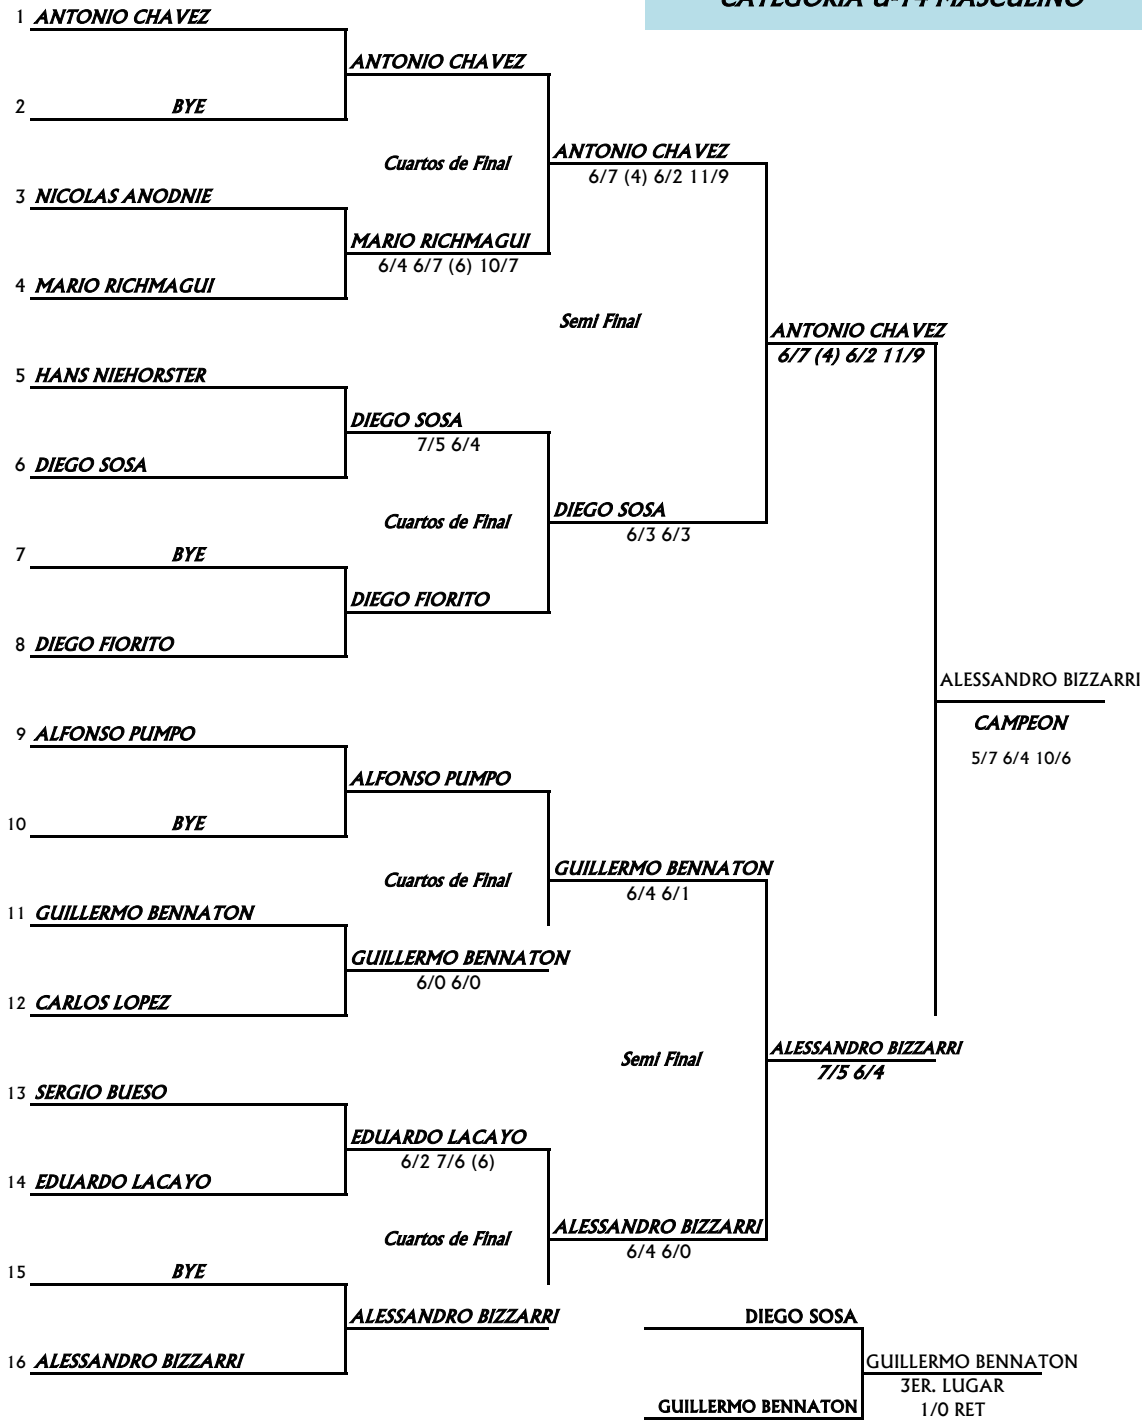 CATEGORIA U-14 MASCULINO
1 ANTONIO CHAVEZ
ANTONIO CHAVEZ
2 BYE
ANTONIO CHAVEZ
Cuartos de Final
6/7 (4) 6/2 11/9
3 NICOLAS ANODNIE
MARIO RICHMAGUI
6/4 6/7 (6) 10/7
4 MARIO RICHMAGUI
Semi Final
ANTONIO CHAVEZ
6/7 (4) 6/2 11/9
5 HANS NIEHORSTER
DIEGO SOSA
7/5 6/4
6 DIEGO SOSA
DIEGO SOSA
Cuartos de Final
6/3 6/3
7 BYE
DIEGO FIORITO
8 DIEGO FIORITO
ALESSANDRO BIZZARRI
CAMPEON
5/7 6/4 10/6
9 ALFONSO PUMPO
ALFONSO PUMPO
10 BYE
GUILLERMO BENNATON
Cuartos de Final
6/4 6/1
11 GUILLERMO BENNATON
GUILLERMO BENNATON
6/0 6/0
12 CARLOS LOPEZ
Semi Final
ALESSANDRO BIZZARRI
7/5 6/4
13 SERGIO BUESO
EDUARDO LACAYO
6/2 7/6 (6)
14 EDUARDO LACAYO
ALESSANDRO BIZZARRI
Cuartos de Final
6/4 6/0
15 BYE
ALESSANDRO BIZZARRI
16 ALESSANDRO BIZZARRI
DIEGO SOSA
GUILLERMO BENNATON
3ER. LUGAR
1/0 RET
GUILLERMO BENNATON